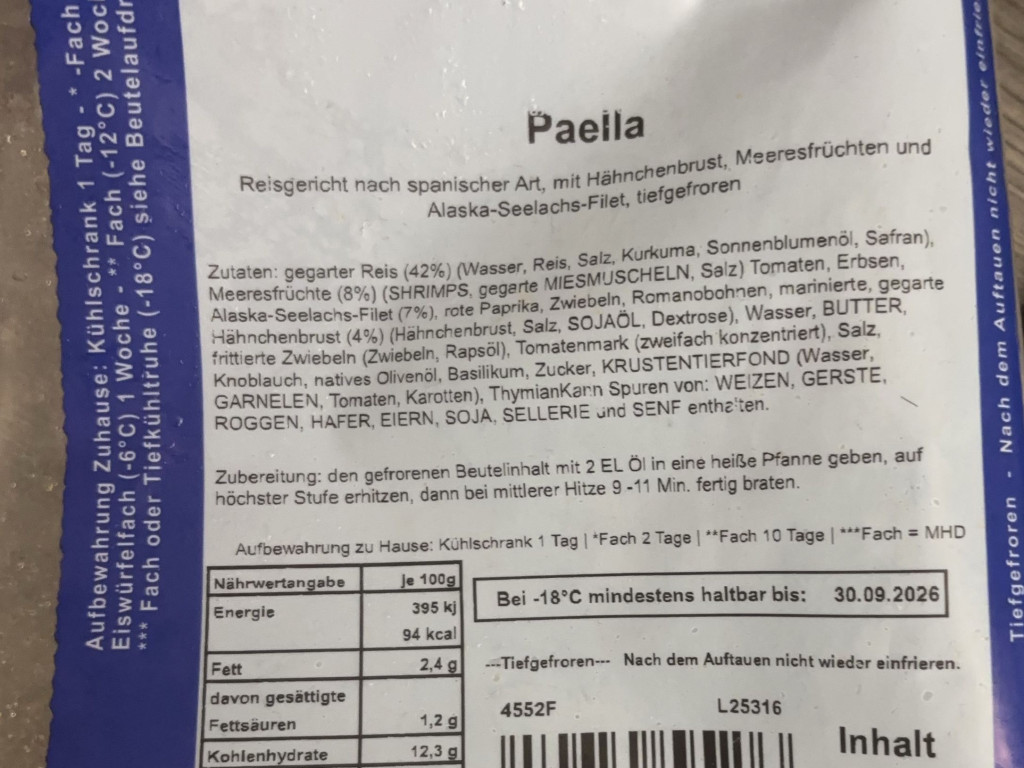 Aufbewahrung Zuhause: Kühlschrank 1 Tag - * -Fach
Eiswürfelfach (-6°C) 1 Woche - ** Fach (-12°C) 2 Woc
*** Fach oder Tiefkühltruhe (-18°C) siehe Beutelaufdr
Paella
Reisgericht nach spanischer Art, mit Hähnchenbrust, Meeresfrüchten und
Alaska-Seelachs-Filet, tiefgefroren
Zutaten: gegarter Reis (42%) (Wasser, Reis, Salz, Kurkuma, Sonnenblumenöl, Safran),
Meeresfrüchte (8%) (SHRIMPS, gegarte MIESMUSCHELN, Salz) Tomaten, Erbsen,
Alaska-Seelachs-Filet (7%), rote Paprika, Zwiebeln, Romanobohnen, marinierte, gegarte
Hähnchenbrust (4%) (Hähnchenbrust, Salz, SOJAÖL, Dextrose), Wasser, BUTTER,
frittierte Zwiebeln (Zwiebeln, Rapsöl), Tomatenmark (zweifach konzentriert), Salz,
Knoblauch, natives Olivenöl, Basilikum, Zucker, KRUSTENTIERFOND (Wasser,
GARNELEN, Tomaten, Karotten), ThymianKann Spuren von: WEIZEN, GERSTE,
ROGGEN, HAFER, EIERN, SOJA, SELLERIE und SENF enthalten.
Zubereitung: den gefrorenen Beutelinhalt mit 2 EL Öl in eine heiße Pfanne geben, auf
höchster Stufe erhitzen, dann bei mittlerer Hitze 9 -11 Min. fertig braten.
Aufbewahrung zu Hause: Kühlschrank 1 Tag | *Fach 2 Tage | **Fach 10 Tage | ***Fach = MHD
Nährwertangabe je 100g
Energie 395 kj
94 kcal
Fett 2,4 g
davon gesättigte
Fettsäuren 1,2 g
Kohlenhydrate 12,3 g
Bei -18°C mindestens haltbar bis: 30.09.2026
---Tiefgefroren--- Nach dem Auftauen nicht wieder einfrieren.
4552F L25316
Inhalt
Tiefgefroren - Nach dem Auftauen nicht wieder einfrie